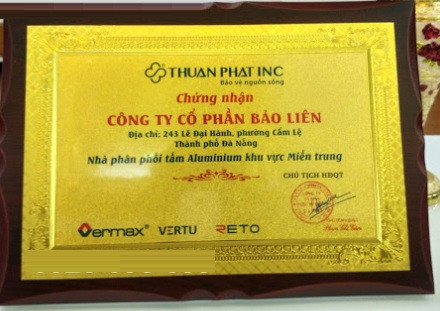 THUAN PHAT INC
Bảo vệ nguồn sống
Chứng nhận
CÔNG TY CỔ PHẦN BẢO LIÊN
Địa chỉ: 243 Lê Đại Hành, phường Cẩm Lệ
Thành phố Đà Nẵng
Nhà phân phối tấm Aluminium khu vực Miền trung
CHỦ TỊCH HĐQT
vermax VERTU RETO